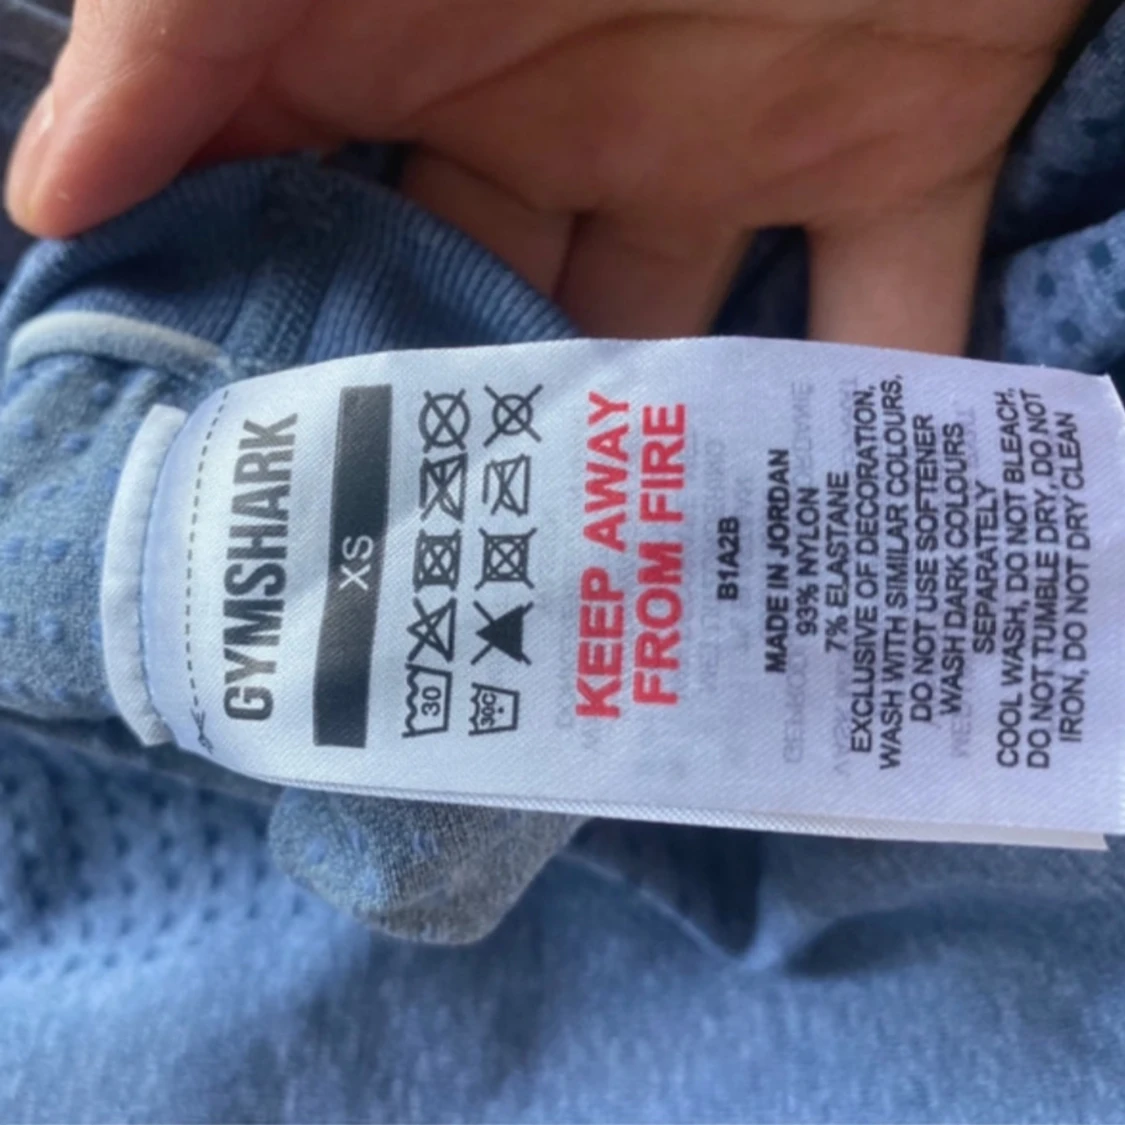 GYMSHARK
XS
30
30C
KEEP AWAY
FROM FIRE
B1A2B
MADE IN JORDAN
93% NYLON
7% ELASTANE
EXCLUSIVE OF DECORATION,
WASH WITH SIMILAR COLOURS,
DO NOT USE SOFTENER
WASH DARK COLOURS
SEPARATELY
COOL WASH, DO NOT BLEACH,
DO NOT TUMBLE DRY, DO NOT
IRON, DO NOT DRY CLEAN